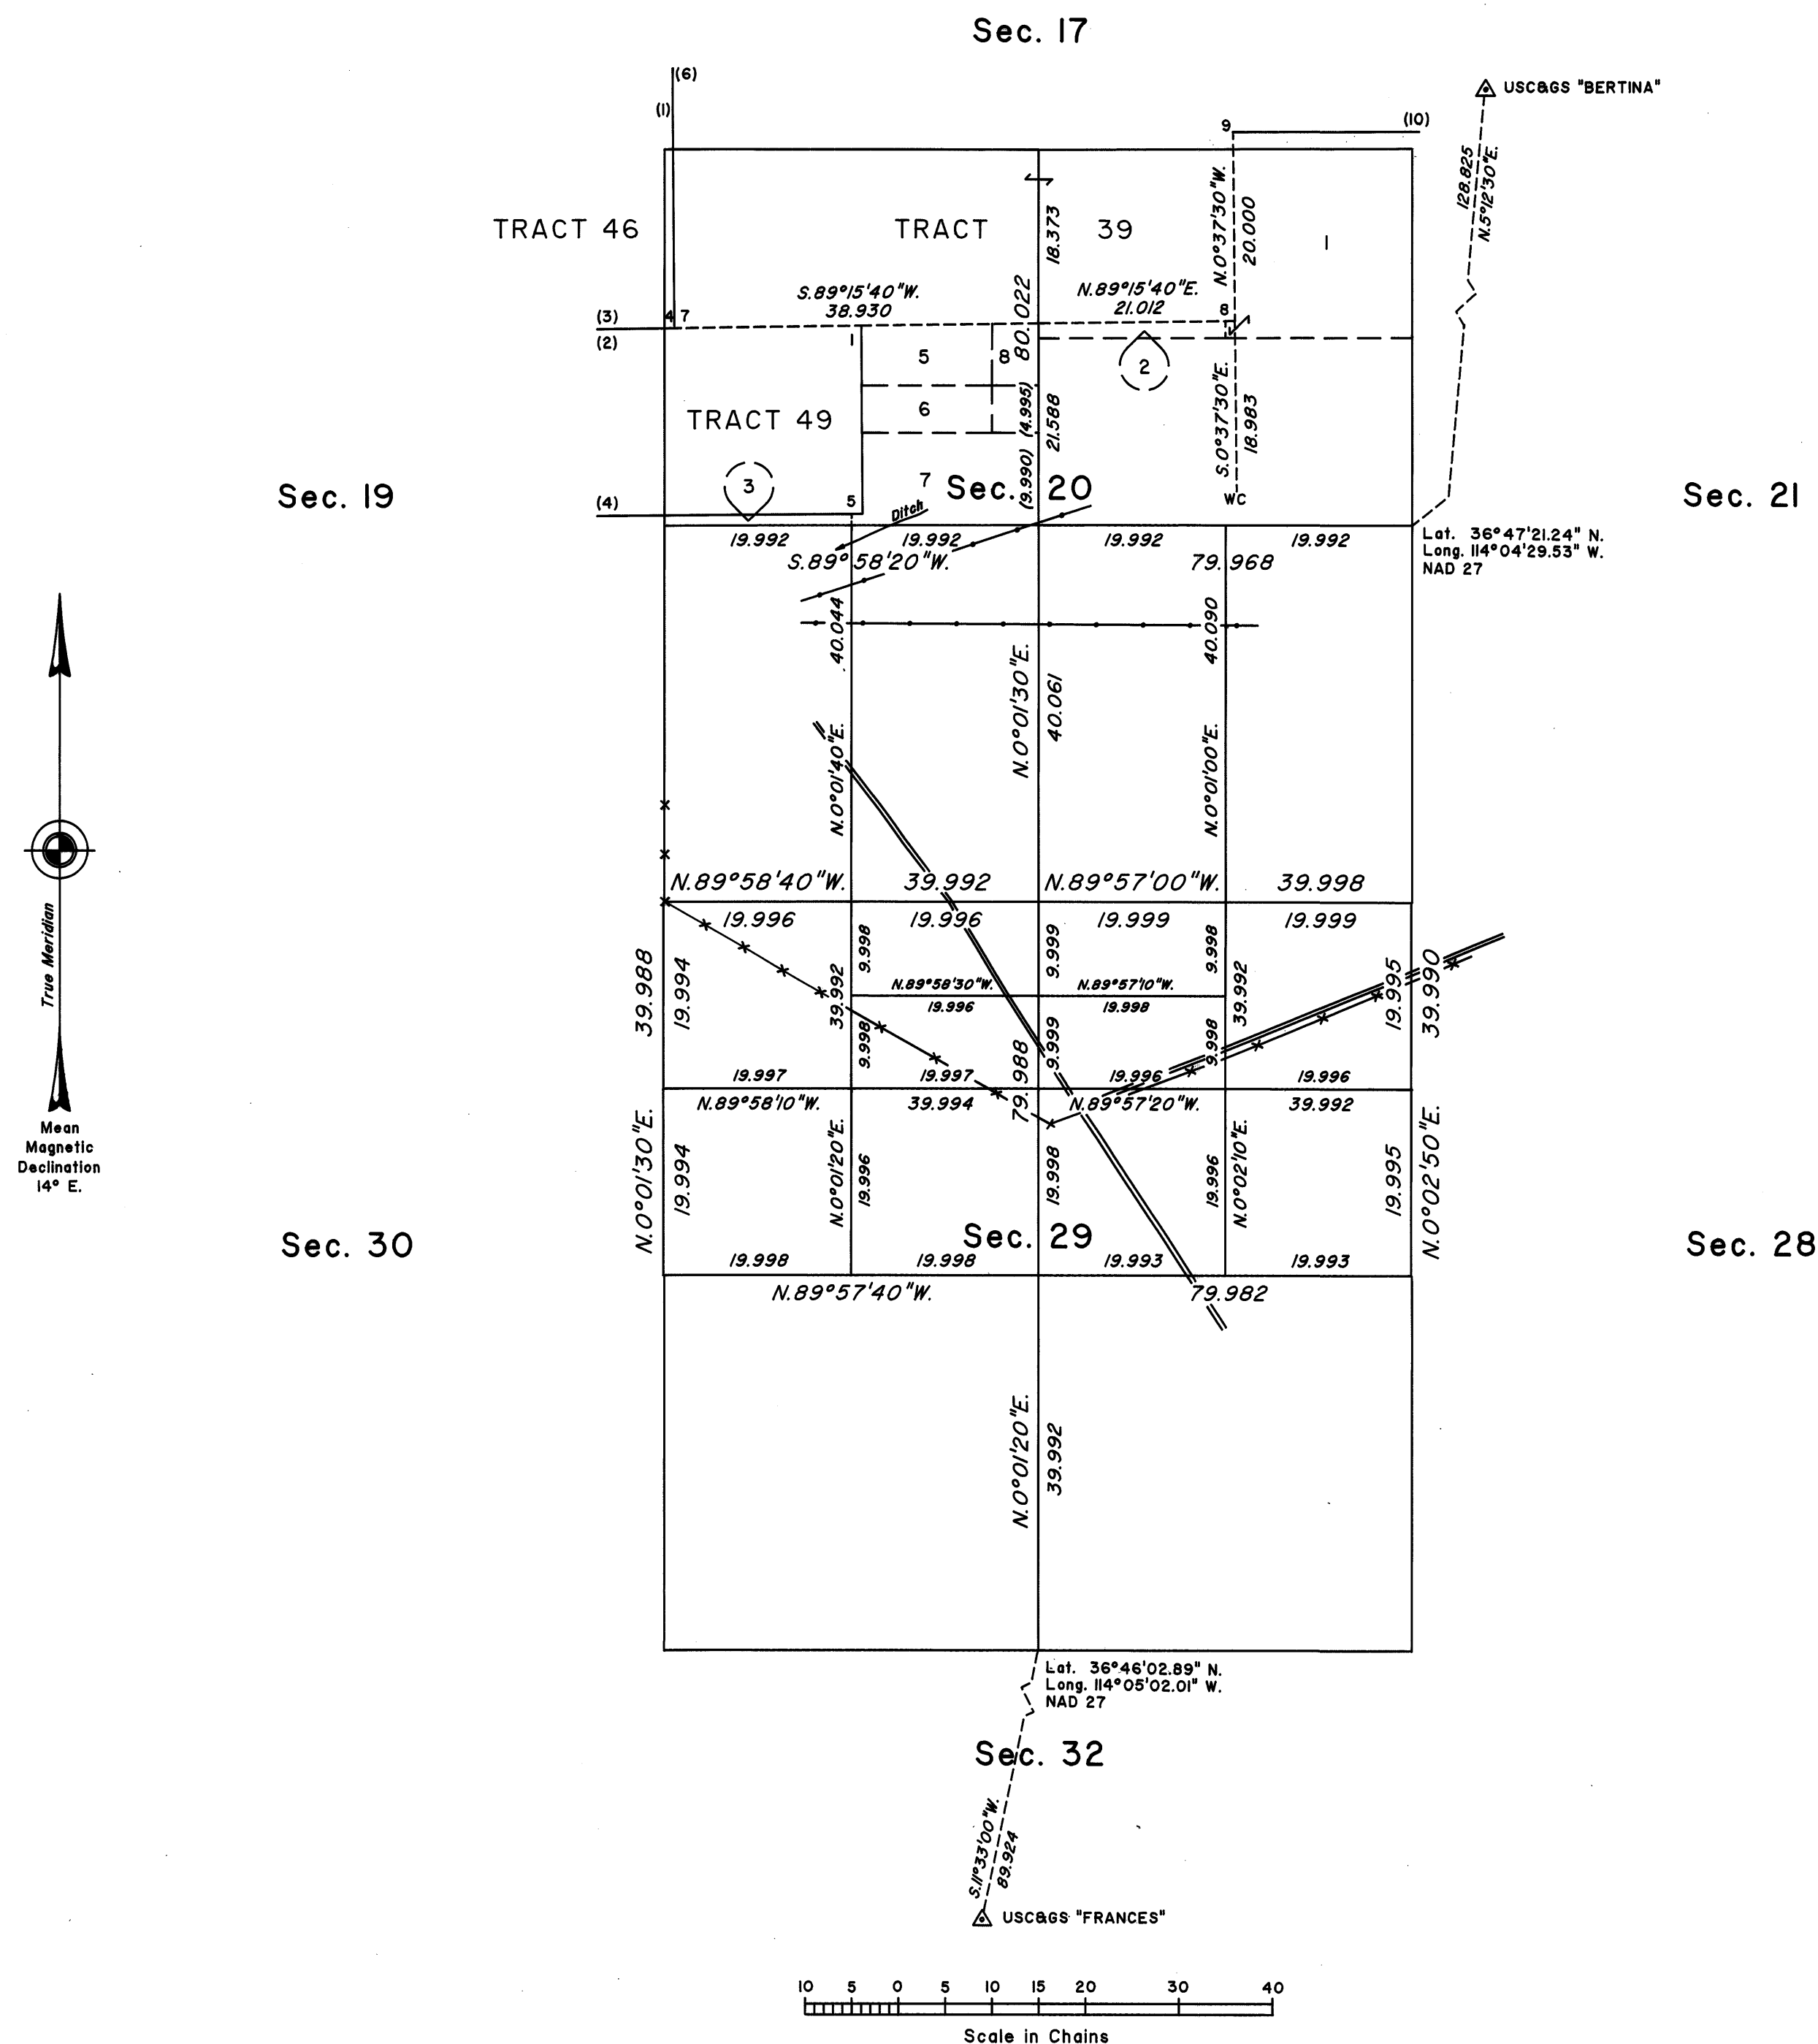 Sec. 17
(6)
(1)
USC&GS "BERTINA"
9
(10)
128.825
N.5°12'30"E.
TRACT 46
TRACT
39
18.373
N.0°37'30"W.
20.000
1
S.89°15'40"W.
38.930
80.022
N.89°15'40"E.
21.012
(3)
(2)
4
7
8
1
1
5
8
2
6
(4.995)
21.588
S.0°37'30"E.
18.983
TRACT 49
3
7
(9.990)
Sec. 20
WC
Sec. 19
Sec. 21
(4)
5
Ditch
19.992
19.992
19.992
19.992
S.89°58'20"W.
79.968
Lat. 36°47'21.24" N.
Long. 114°04'29.53" W.
NAD 27
40.044
40.090
N.0°01'30"E.
40.061
N.0°01'40"E.
N.0°01'00"E.
N.89°58'40"W.
39.992
N.89°57'00"W.
39.998
19.996
19.996
19.999
19.999
39.988
19.994
39.992
9.998
9.999
9.998
39.992
19.995
39.990
N.89°58'30"W.
19.996
N.89°57'10"W.
19.998
9.998
79.988
9.999
9.998
19.997
19.997
19.996
19.996
N.89°58'10"W.
39.994
N.89°57'20"W.
39.992
True Meridian
Mean
Magnetic
Declination
14° E.
N.0°01'30"E.
19.994
N.0°01'20"E.
19.996
19.998
19.996
N.0°02'10"E.
19.995
N.0°02'50"E.
Sec. 30
Sec. 29
Sec. 28
19.998
19.998
19.993
19.993
N.89°57'40"W.
79.982
N.0°01'20"E.
39.992
Lat. 36°46'02.89" N.
Long. 114°05'02.01" W.
NAD 27
Sec. 32
S.11°33'00"W.
89.924
USC&GS "FRANCES"
10 5 0 5 10 15 20 30 40
Scale in Chains